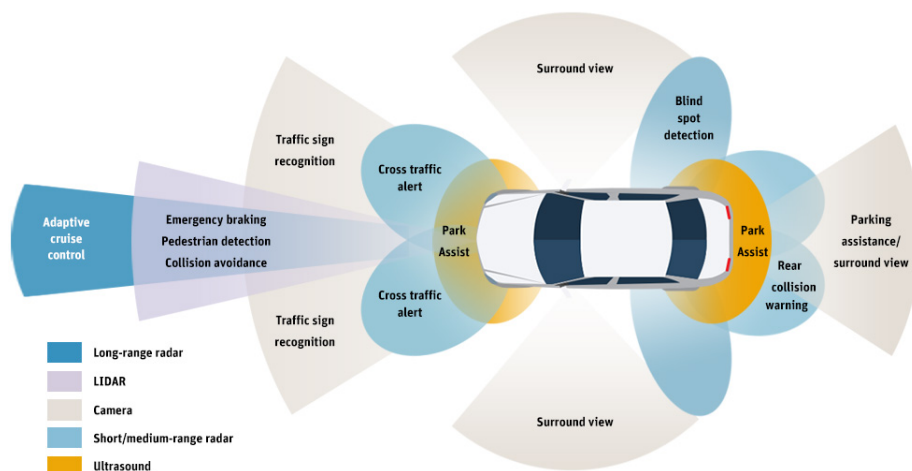 Surround view
Blind
spot
detection
Traffic sign
recognition
Cross traffic
alert
Adaptive
cruise
control
Emergency braking
Pedestrian detection
Collision avoidance
Park
Assist
Park
Assist
Parking
assistance/
surround view
Rear
collision
warning
Cross traffic
alert
Traffic sign
recognition
Surround view
Long-range radar
LIDAR
Camera
Short/medium-range radar
Ultrasound